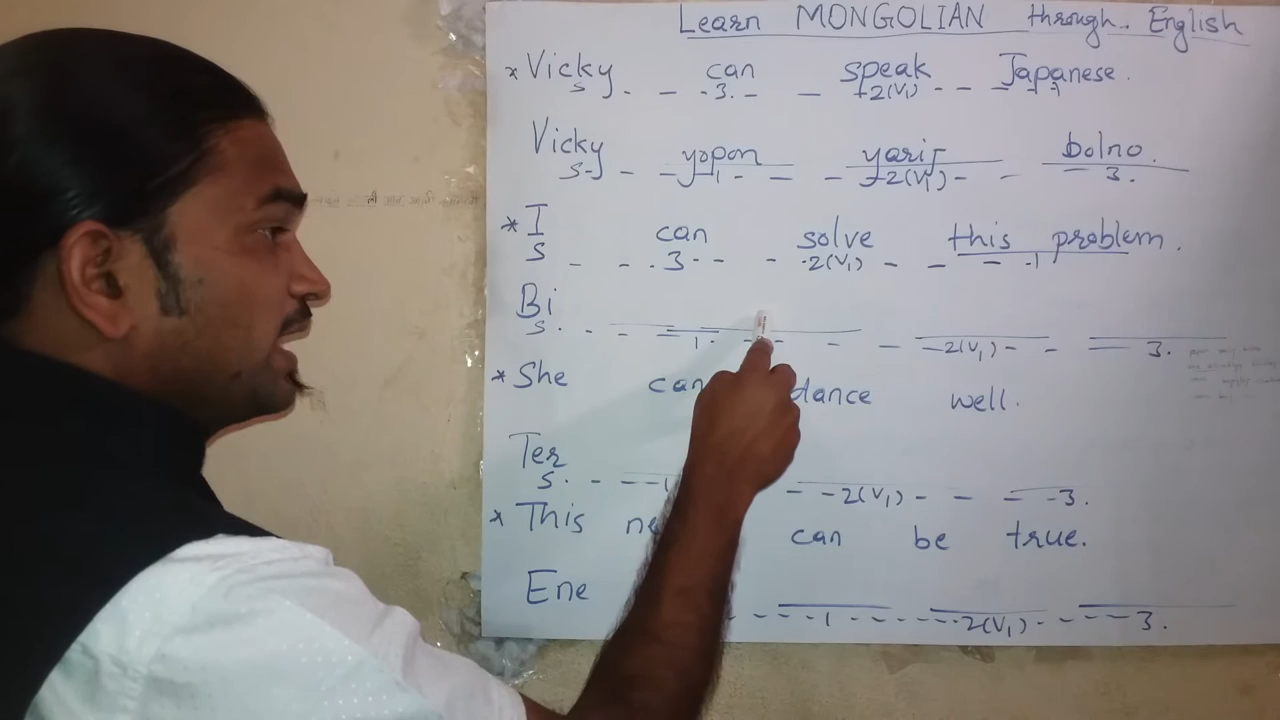 Learn MONGOLIAN through English
* Vicky can speak Japanese.
S 3. 2(V1) 1
Vicky yapon yarij bolno.
S 1 2(V1) 3.
* I can solve this problem.
S 3 2(V1) 1
Bi
S. 1 2(V1) 3.
* She can dance well.
Ter
S. 1 2(V1) 3.
* This can be true.
Ene
1 2(V1) 3.